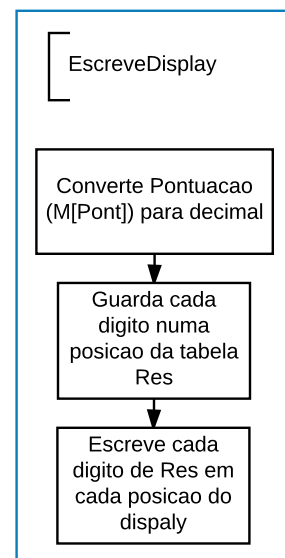 EscreveDisplay
Converte Pontuacao
(M[Pont]) para decimal
Guarda cada
digito numa
posicao da tabela
Res
Escreve cada
digito de Res em
cada posicao do
dispaly